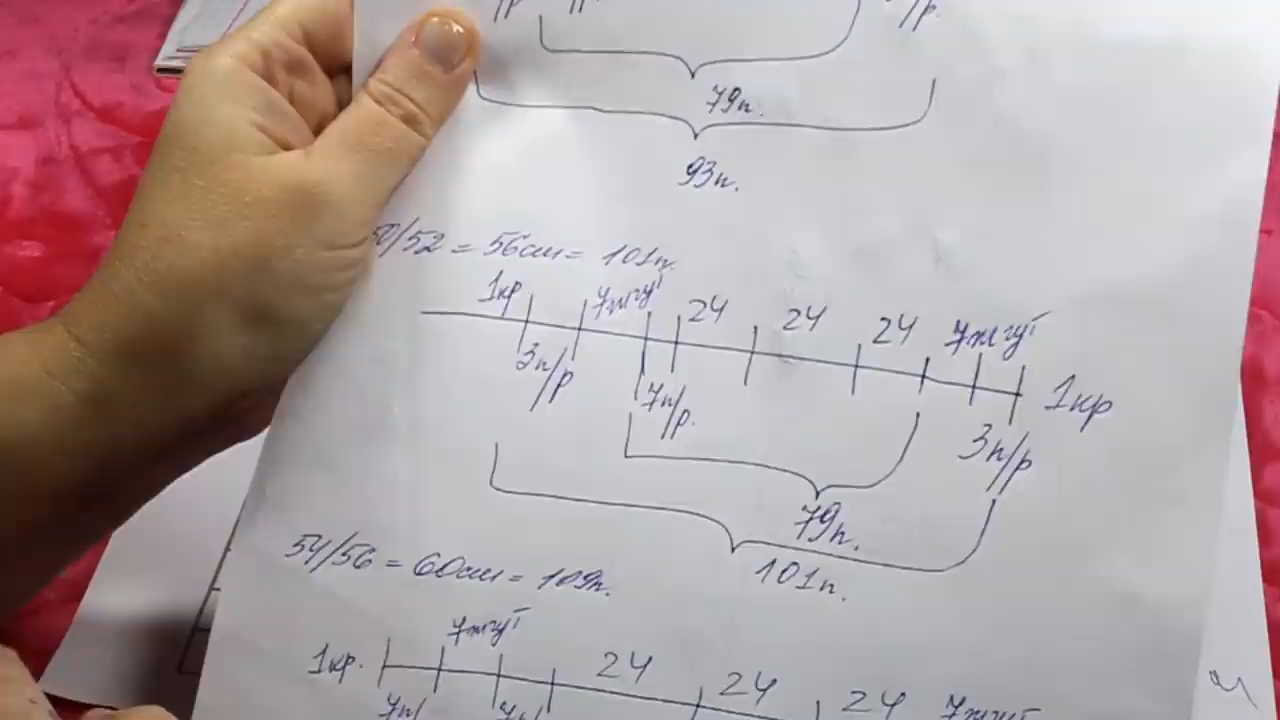 79п.
93п.
50/52 = 56см = 101п.
1кр 7жгут 24 24 24 7жгут 1кр
3п/р 7п/р. 3п/р
79п.
101п.
54/56 = 60см = 109п.
1кр. 7жгут 24 24 24